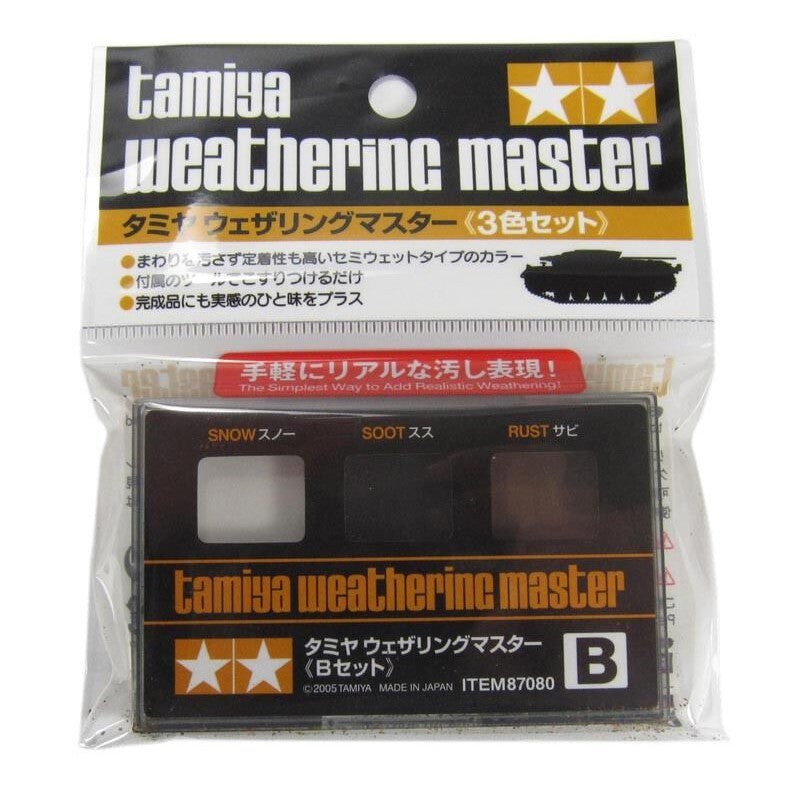 tamiya
weathering master
タミヤ ウェザリングマスター《3色セット》
●まわりを汚さず定着性も高いセミウェットタイプのカラー
●付属のツールでこすりつけるだけ
●完成品にも実感のひと味をプラス
手軽にリアルな汚し表現!
The Simplest Way to Add Realistic Weathering!
SNOW スノー
SOOT スス
RUST サビ
tamiya weathering master
タミヤ ウェザリングマスター
《Bセット》
B
©2005 TAMIYA MADE IN JAPAN ITEM87080